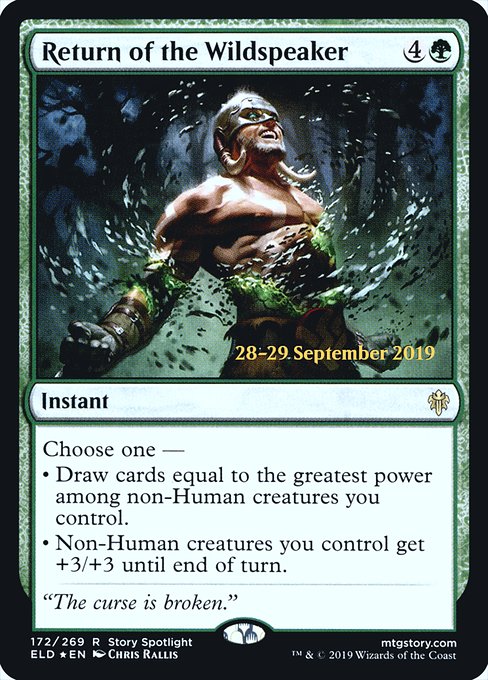 Return of the Wildspeaker 4
28-29 September 2019
Instant
Choose one —
• Draw cards equal to the greatest power
among non-Human creatures you
control.
• Non-Human creatures you control get
+3/+3 until end of turn.
“The curse is broken.”
172/269 R Story Spotlight
mtgstory.com
ELD ★ EN Chris Rallis
™ & © 2019 Wizards of the Coast